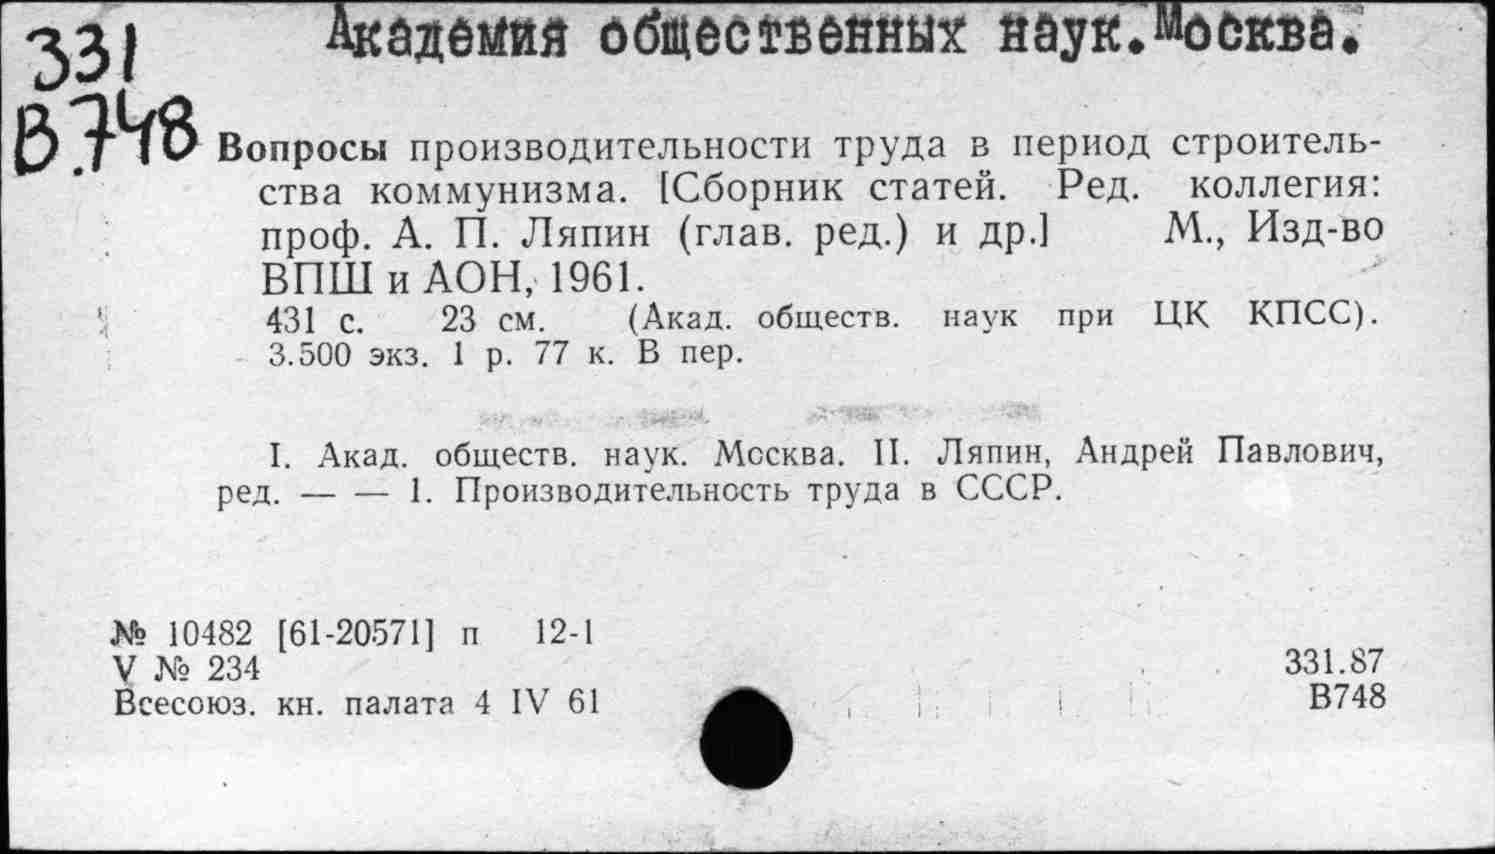 331
В.748
Академия общественных наук. Москва.
Вопросы производительности труда в период строитель-
ства коммунизма. [Сборник статей. Ред. коллегия:
проф. А. П. Ляпин (глав. ред.) и др.] М., Изд-во
ВПШ и АОН, 1961.
431 с. 23 см. (Акад. обществ. наук при ЦК КПСС).
3.500 экз. 1 р. 77 к. В пер.
I. Акад. обществ. наук. Москва. II. Ляпин, Андрей Павлович,
ред. — — 1. Производительность труда в СССР.
№ 10482 [61-20571] п 12-1
V № 234
Всесоюз. кн. палата 4 IV 61
331.87
В748